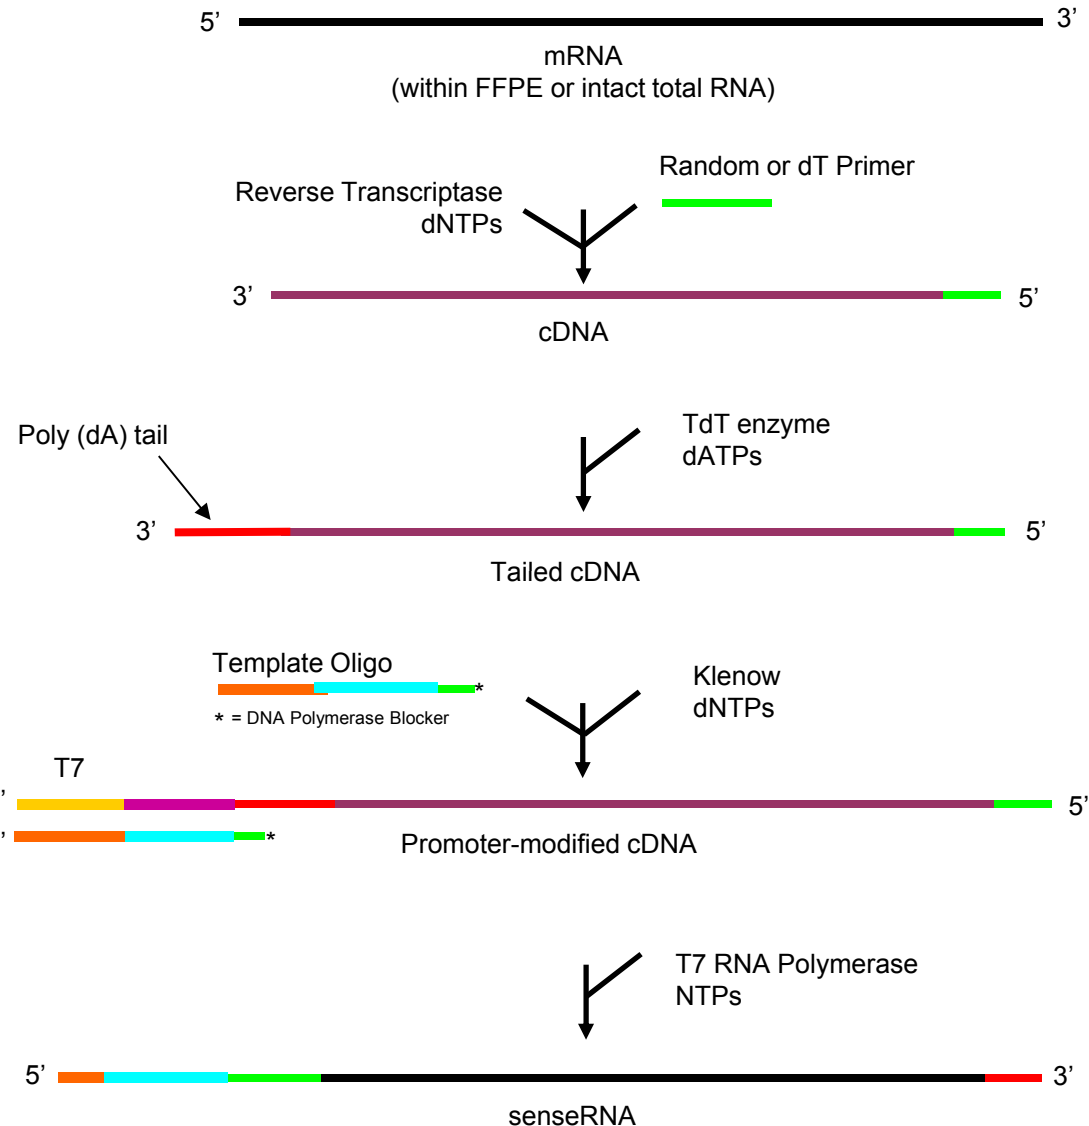 5’ 3’
mRNA
(within FFPE or intact total RNA)
Random or dT Primer
Reverse Transcriptase
dNTPs
3’ 5’
cDNA
TdT enzyme
dATPs
Poly (dA) tail
3’ 5’
Tailed cDNA
Template Oligo
*
* = DNA Polymerase Blocker
Klenow
dNTPs
T7
’ 5’
’ *
Promoter-modified cDNA
T7 RNA Polymerase
NTPs
5’ 3’
senseRNA